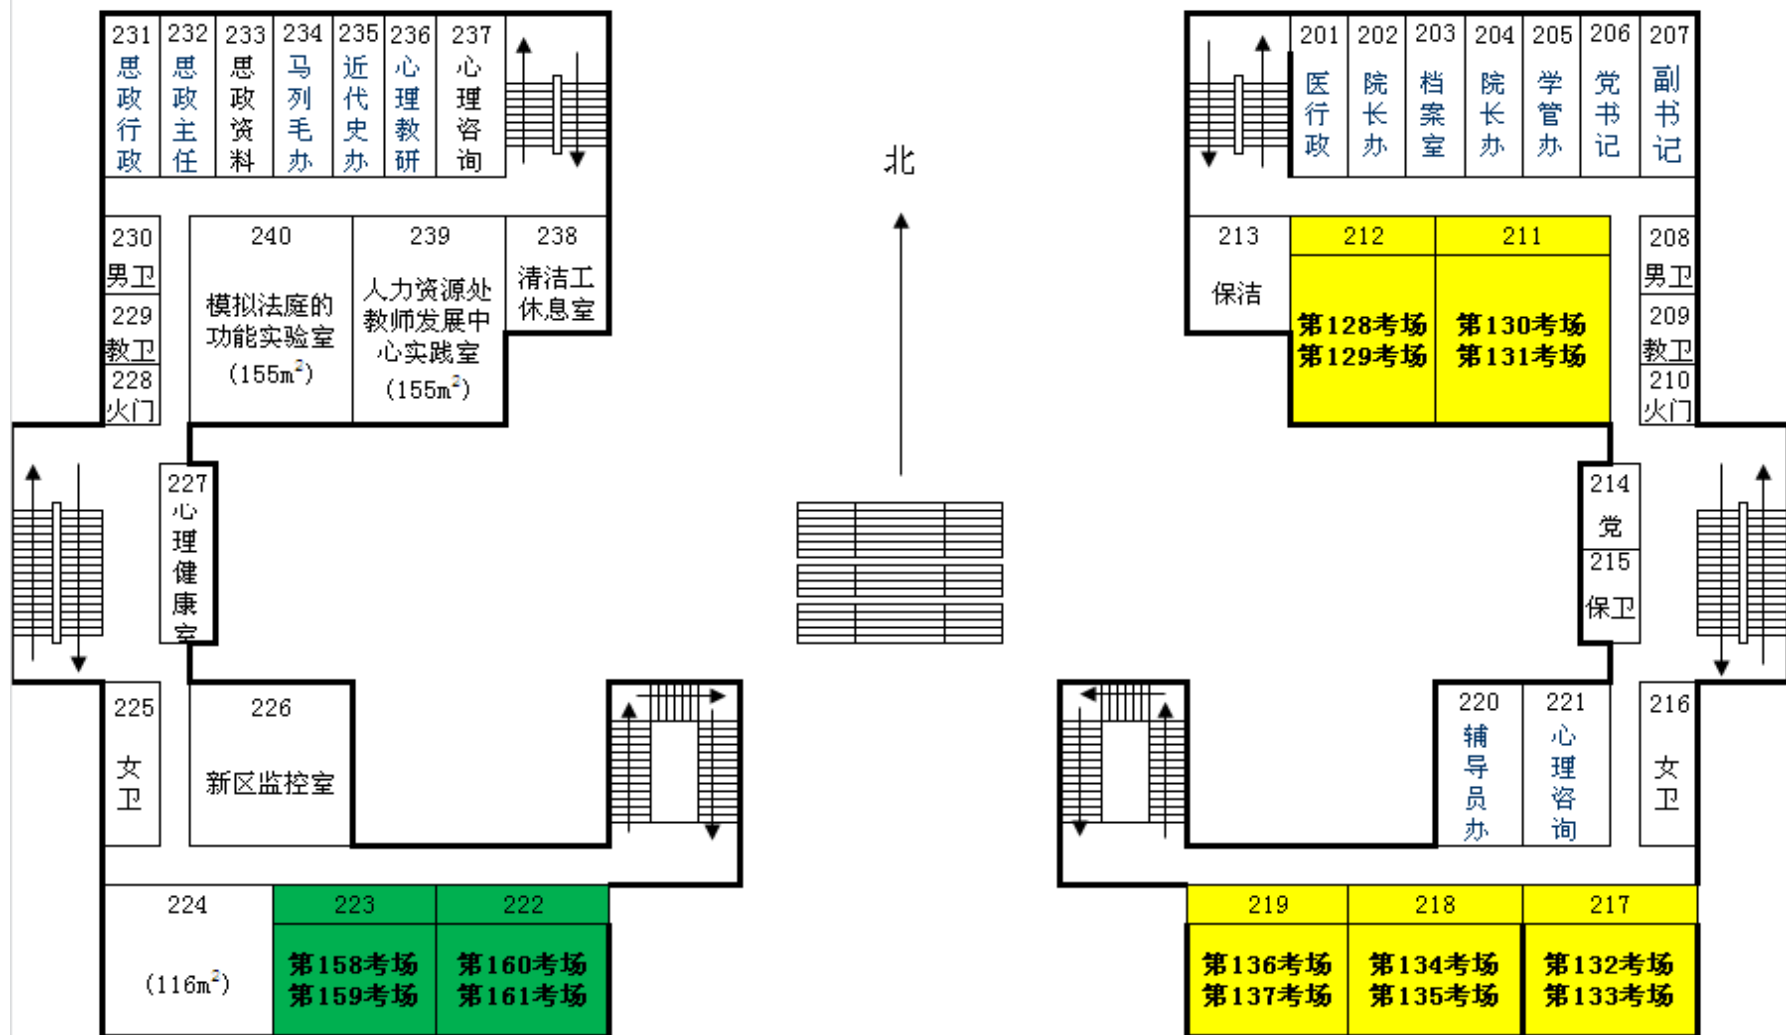 231 232 233 234 235 236 237
思政行政
思政主任
思政资料
马列毛办
近代史办
心理教研
心理咨询
201 202 203 204 205 206 207
医行政
院长办
档案室
院长办
学管办
党书记
副书记
北
230
男卫
229
教卫
228
火门
240
模拟法庭的
功能实验室
(155m²)
239
人力资源处
教师发展中
心实践室
(155m²)
238
清洁工
休息室
213
保洁
212
第128考场
第129考场
211
第130考场
第131考场
208
男卫
209
教卫
210
火门
227
心理健康室
214
党
215
保卫
225
女卫
226
新区监控室
220
辅导员办
221
心理咨询
216
女卫
224
(116m²)
223
第158考场
第159考场
222
第160考场
第161考场
219
第136考场
第137考场
218
第134考场
第135考场
217
第132考场
第133考场